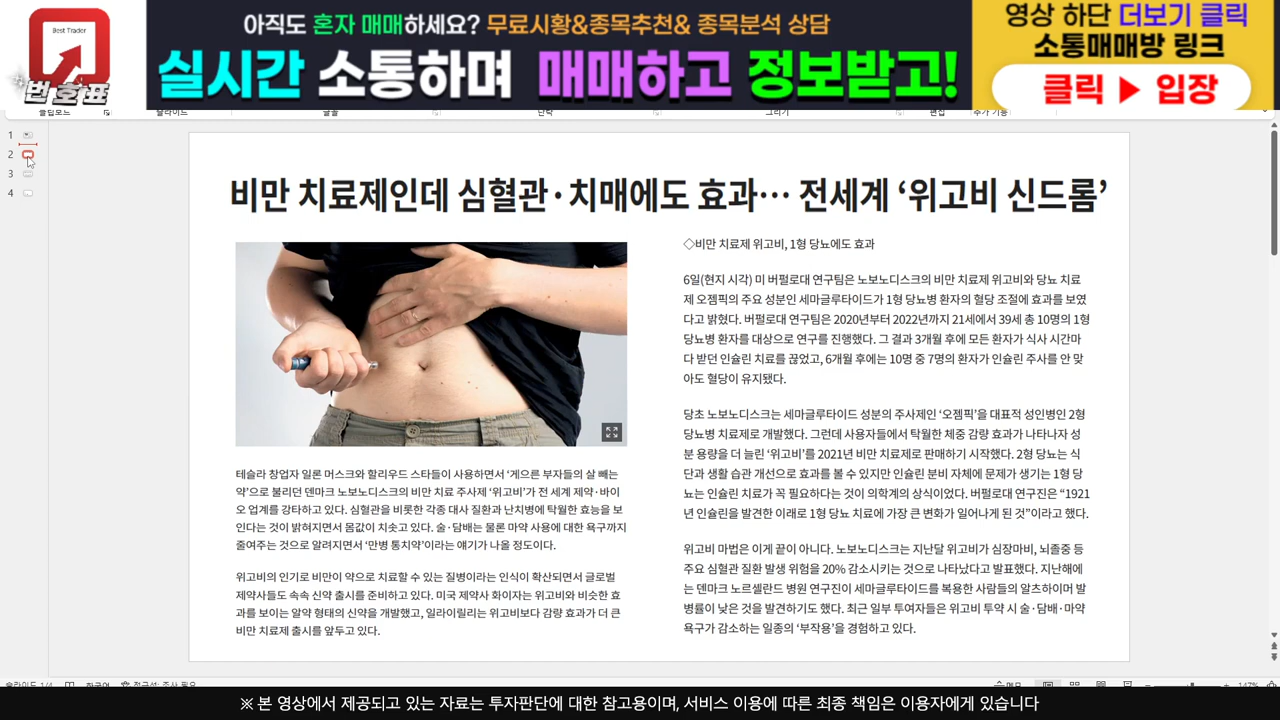 아직도 혼자 매매하세요? 무료시황&종목추천& 종목분석 상담
실시간 소통하며 매매하고 정보받고!
영상 하단 더보기 클릭
소통매매방 링크
클릭 ▶ 입장
Best Trader
번호표
클립보드
슬라이드
글꼴
단락
그리기
편집
추가 기능
1
2
3
4
비만 치료제인데 심혈관·치매에도 효과… 전세계 ‘위고비 신드롬’
테슬라 창업자 일론 머스크와 할리우드 스타들이 사용하면서 ‘게으른 부자들의 살 빼는
약’으로 불리던 덴마크 노보노디스크의 비만 치료 주사제 ‘위고비’가 전 세계 제약·바이
오 업계를 강타하고 있다. 심혈관을 비롯한 각종 대사 질환과 난치병에 탁월한 효능을 보
인다는 것이 밝혀지면서 몸값이 치솟고 있다. 술·담배는 물론 마약 사용에 대한 욕구까지
줄여주는 것으로 알려지면서 ‘만병 통치약’이라는 얘기가 나올 정도이다.
위고비의 인기로 비만이 약으로 치료할 수 있는 질병이라는 인식이 확산되면서 글로벌
제약사들도 속속 신약 출시를 준비하고 있다. 미국 제약사 화이자는 위고비와 비슷한 효
과를 보이는 알약 형태의 신약을 개발했고, 일라이릴리는 위고비보다 감량 효과가 더 큰
비만 치료제 출시를 앞두고 있다.
◇비만 치료제 위고비, 1형 당뇨에도 효과
6일(현지 시각) 미 버펄로대 연구팀은 노보노디스크의 비만 치료제 위고비와 당뇨 치료
제 오젬픽의 주요 성분인 세마글루타이드가 1형 당뇨병 환자의 혈당 조절에 효과를 보였
다고 밝혔다. 버펄로대 연구팀은 2020년부터 2022년까지 21세에서 39세 총 10명의 1형
당뇨병 환자를 대상으로 연구를 진행했다. 그 결과 3개월 후에 모든 환자가 식사 시간마
다 받던 인슐린 치료를 끊었고, 6개월 후에는 10명 중 7명의 환자가 인슐린 주사를 안 맞
아도 혈당이 유지됐다.
당초 노보노디스크는 세마글루타이드 성분의 주사제인 ‘오젬픽’을 대표적 성인병인 2형
당뇨병 치료제로 개발했다. 그런데 사용자들에서 탁월한 체중 감량 효과가 나타나자 성
분 용량을 더 늘린 ‘위고비’를 2021년 비만 치료제로 판매하기 시작했다. 2형 당뇨는 식
단과 생활 습관 개선으로 효과를 볼 수 있지만 인슐린 분비 자체에 문제가 생기는 1형 당
뇨는 인슐린 치료가 꼭 필요하다는 것이 의학계의 상식이었다. 버펄로대 연구진은 “1921
년 인슐린을 발견한 이래로 1형 당뇨 치료에 가장 큰 변화가 일어나게 된 것”이라고 했다.
위고비 마법은 이게 끝이 아니다. 노보노디스크는 지난달 위고비가 심장마비, 뇌졸중 등
주요 심혈관 질환 발생 위험을 20% 감소시키는 것으로 나타났다고 발표했다. 지난해에
는 덴마크 노르셀란드 병원 연구진이 세마글루타이드를 복용한 사람들의 알츠하이머 발
병률이 낮은 것을 발견하기도 했다. 최근 일부 투여자들은 위고비 투약 시 술·담배·마약
욕구가 감소하는 일종의 ‘부작용’을 경험하고 있다.
※ 본 영상에서 제공되고 있는 자료는 투자판단에 대한 참고용이며, 서비스 이용에 따른 최종 책임은 이용자에게 있습니다